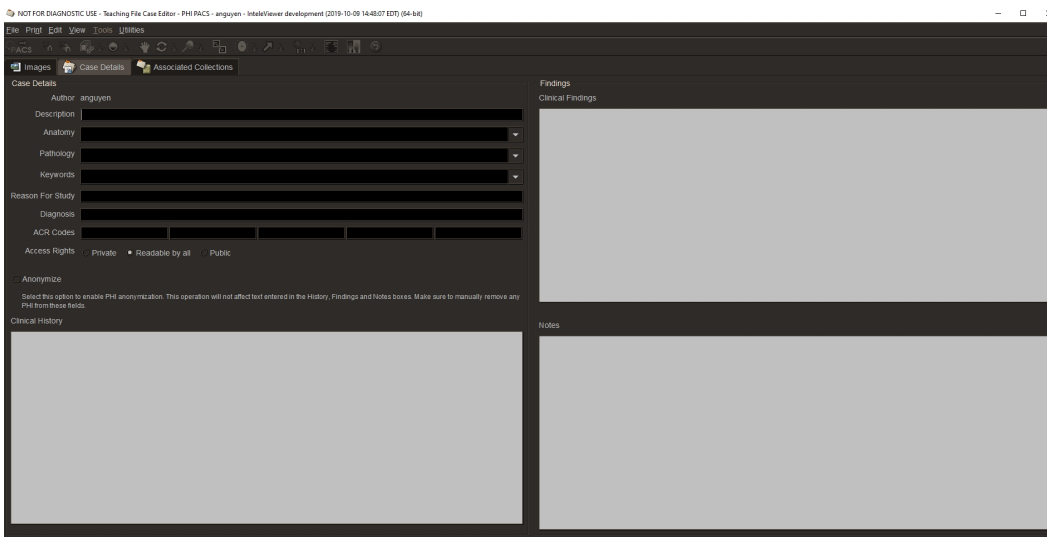 NOT FOR DIAGNOSTIC USE - Teaching File Case Editor - PHI PACS - anguyen - InteleViewer development (2019-10-09 14:48:07 EDT) (64-bit)
File Print Edit View Tools Utilities
PACS
Images Case Details Associated Collections
Case Details
Author anguyen
Description
Anatomy
Pathology
Keywords
Reason For Study
Diagnosis
ACR Codes
Access Rights Private Readable by all Public
Anonymize
Select this option to enable PHI anonymization. This operation will not affect text entered in the History, Findings and Notes boxes. Make sure to manually remove any
PHI from these fields.
Clinical History
Findings
Clinical Findings
Notes